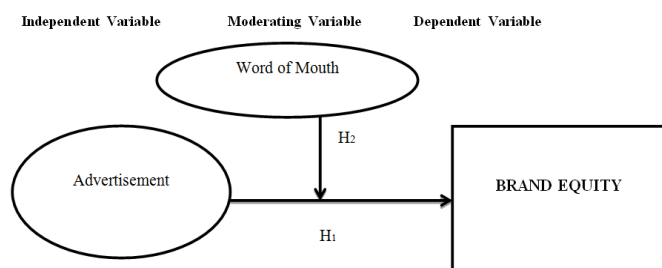 Independent Variable Moderating Variable Dependent Variable
Word of Mouth
H2
Advertisement
BRAND EQUITY
H1